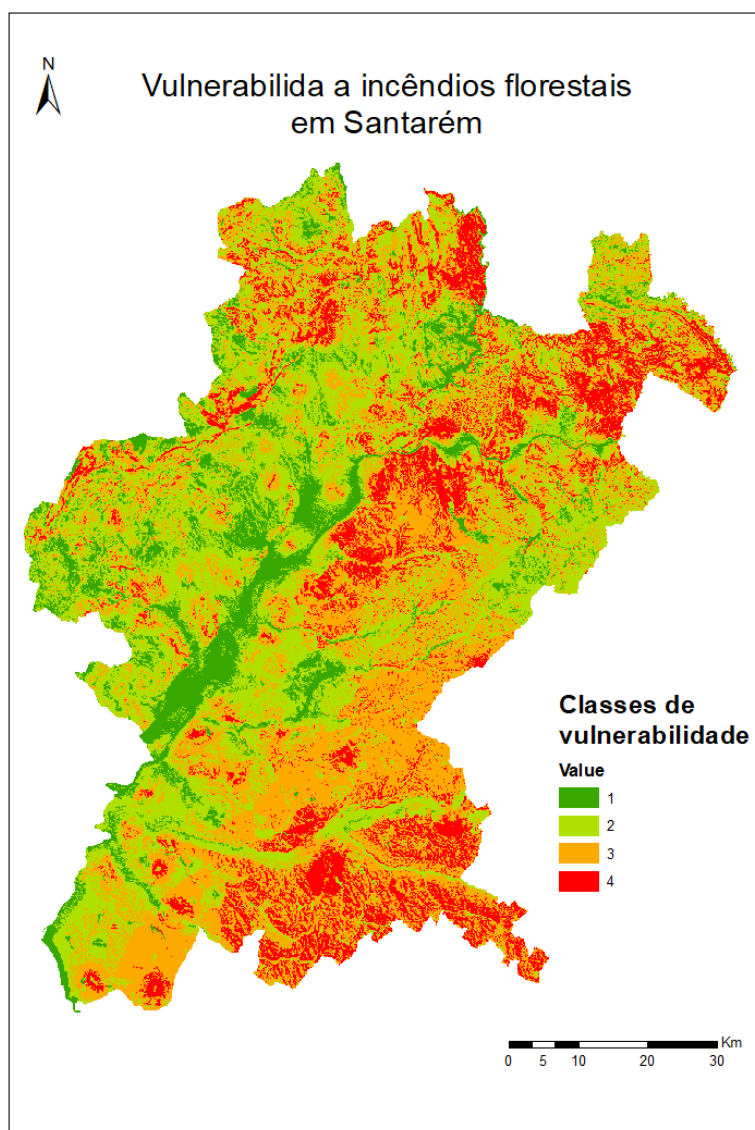 N
Vulnerabilida a incêndios florestais
em Santarém
Classes de
vulnerabilidade
Value
1
2
3
4
Km
0 5 10 20 30